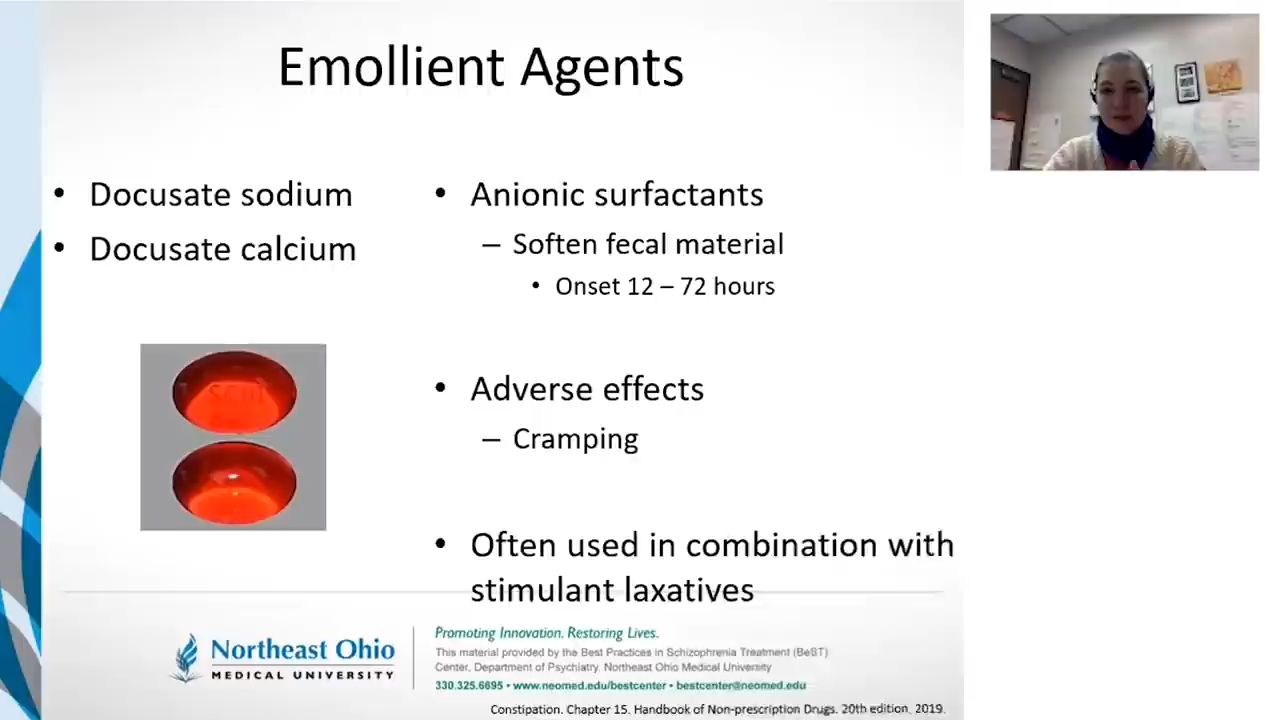 Emollient Agents
• Docusate sodium
• Docusate calcium
• Anionic surfactants
– Soften fecal material
• Onset 12 – 72 hours
• Adverse effects
– Cramping
• Often used in combination with
stimulant laxatives
Northeast Ohio
MEDICAL UNIVERSITY
Promoting Innovation. Restoring Lives.
This material provided by the Best Practices in Schizophrenia Treatment (BeST)
Center, Department of Psychiatry, Northeast Ohio Medical University
330.325.6695 • www.neomed.edu/bestcenter • bestcenter@neomed.edu
Constipation. Chapter 15. Handbook of Non-prescription Drugs. 20th edition, 2019.